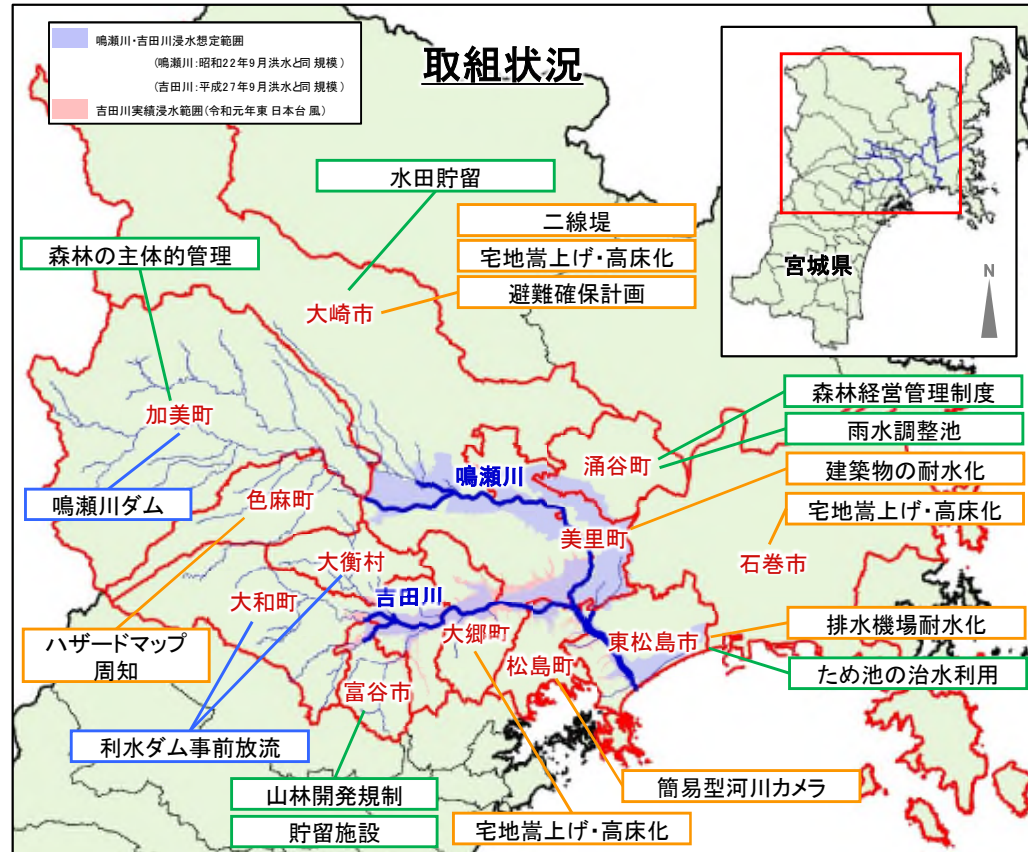 鳴瀬川・吉田川浸水想定範囲
(鳴瀬川:昭和22年9月洪水と同規模)
(吉田川:平成27年9月洪水と同規模)
吉田川実績浸水範囲(令和元年東日本台風)
取組状況
宮城県
N
水田貯留
二線堤
宅地嵩上げ・高床化
避難確保計画
森林の主体的管理
大崎市
加美町
鳴瀬川ダム
色麻町
鳴瀬川
涌谷町
森林経営管理制度
雨水調整池
建築物の耐水化
宅地嵩上げ・高床化
美里町
石巻市
大衡村
大和町
吉田川
大郷町
松島町
東松島市
富谷市
排水機場耐水化
ため池の治水利用
ハザードマップ
周知
利水ダム事前放流
山林開発規制
貯留施設
宅地嵩上げ・高床化
簡易型河川カメラ